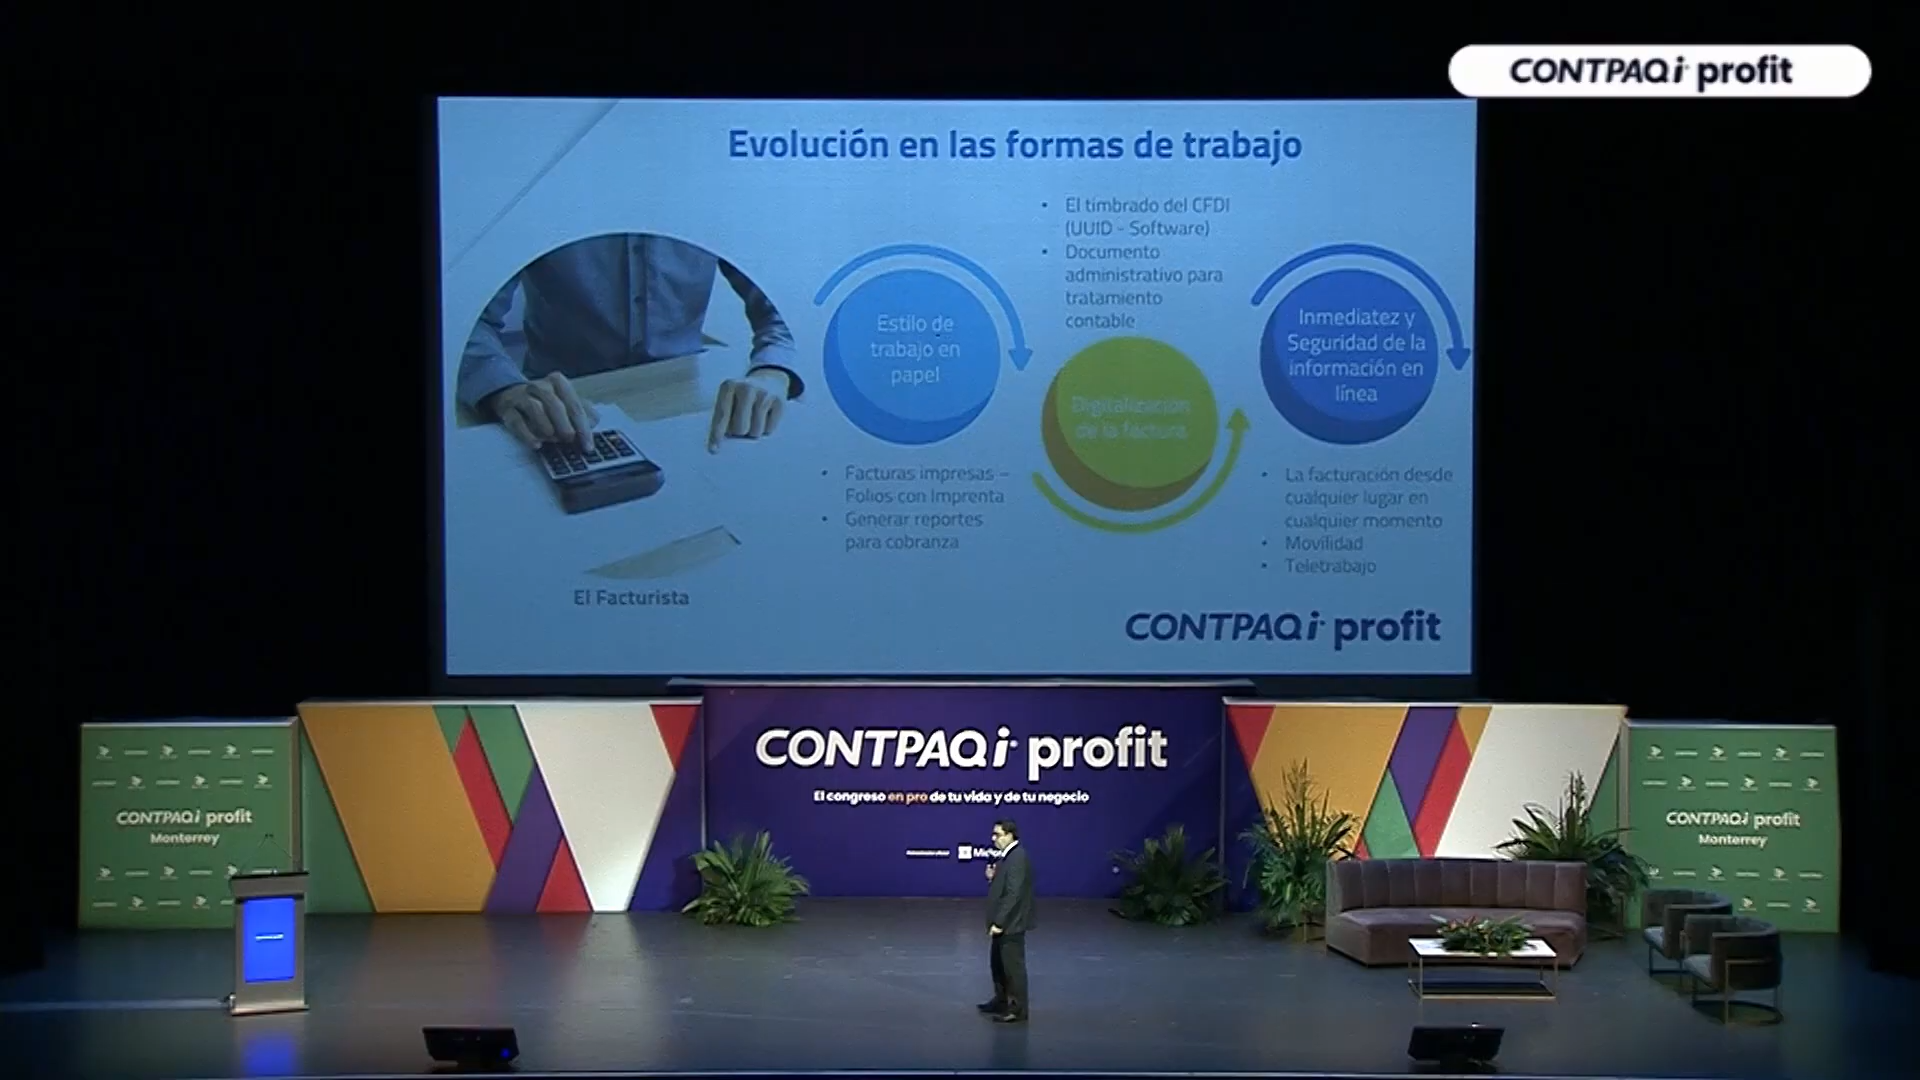 CONTPAQi profit
Evolución en las formas de trabajo
• El timbrado del CFDI
(UUID - Software)
• Documento
administrativo para
tratamiento
contable
Estilo de
trabajo en
papel
Digitalización
de la factura
Inmediatez y
Seguridad de la
información en
línea
• Facturas impresas –
Folios con Imprenta
• Generar reportes
para cobranza
• La facturación desde
cualquier lugar en
cualquier momento
• Movilidad
• Teletrabajo
El Facturista
CONTPAQi profit
CONTPAQi profit
El congreso en pro de tu vida y de tu negocio
CONTPAQi profit
Monterrey
CONTPAQi profit
Monterrey